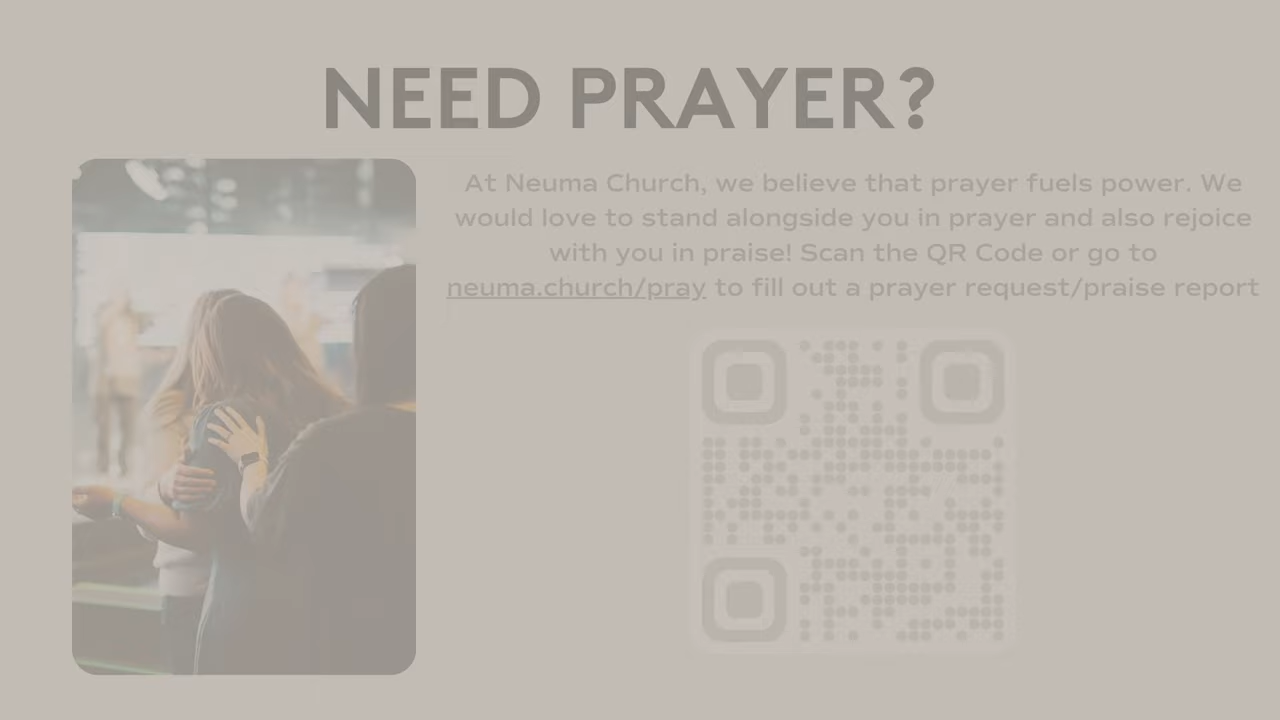 NEED PRAYER?
At Neuma Church, we believe that prayer fuels power. We
would love to stand alongside you in prayer and also rejoice
with you in praise! Scan the QR Code or go to
neuma.church/pray to fill out a prayer request/praise report